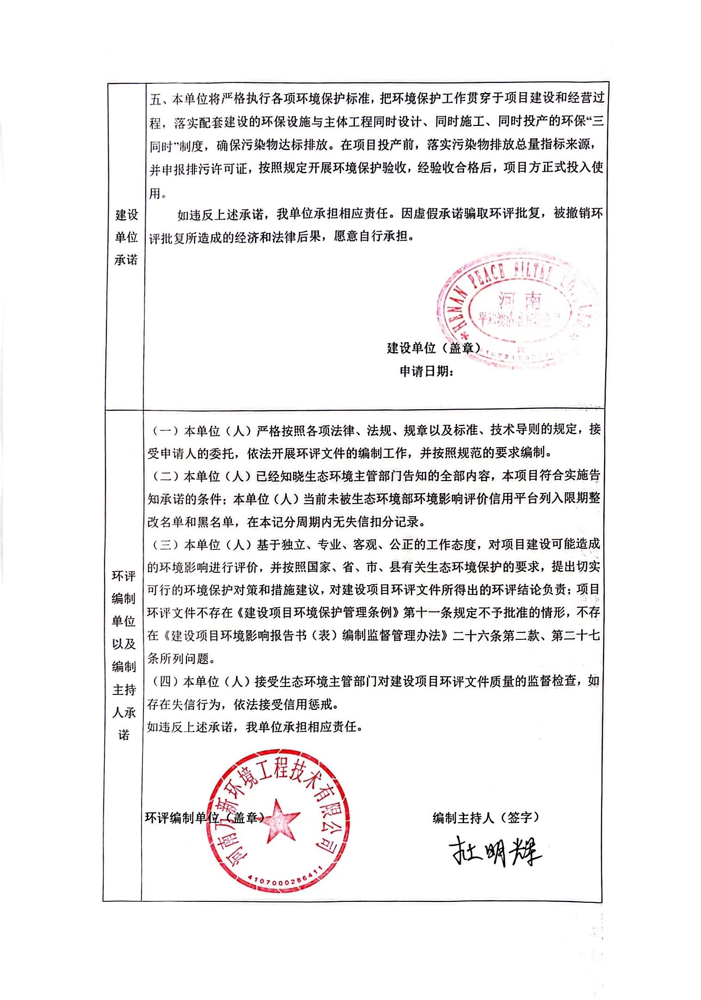 建设
单位
承诺
五、本单位将严格执行各项环境保护标准，把环境保护工作贯穿于项目建设和经营过
程，落实配套建设的环保设施与主体工程同时设计、同时施工、同时投产的环保“三
同时”制度，确保污染物达标排放。在项目投产前，落实污染物排放总量指标来源，
并申报排污许可证，按照规定开展环境保护验收，经验收合格后，项目方正式投入使
用。
如违反上述承诺，我单位承担相应责任。因虚假承诺骗取环评批复，被撤销环
评批复所造成的经济和法律后果，愿意自行承担。
HENAN PEACE FILTER CO., LTD
河南
建设单位（盖章）
申请日期：
环评
编制
单位
以及
编制
主持
人承
诺
（一）本单位（人）严格按照各项法律、法规、规章以及标准、技术导则的规定，接
受申请人的委托，依法开展环评文件的编制工作，并按照规范的要求编制。
（二）本单位（人）已经知晓生态环境主管部门告知的全部内容，本项目符合实施告
知承诺的条件；本单位（人）当前未被生态环境部环境影响评价信用平台列入限期整
改名单和黑名单，在本记分周期内无失信扣分记录。
（三）本单位（人）基于独立、专业、客观、公正的工作态度，对项目建设可能造成
的环境影响进行评价，并按照国家、省、市、县有关生态环境保护的要求，提出切实
可行的环境保护对策和措施建议，对建设项目环评文件所得出的环评结论负责；项目
环评文件不存在《建设项目环境保护管理条例》第十一条规定不予批准的情形，不存
在《建设项目环境影响报告书（表）编制监督管理办法》二十六条第二款、第二十七
条所列问题。
（四）本单位（人）接受生态环境主管部门对建设项目环评文件质量的监督检查，如
存在失信行为，依法接受信用惩戒。
如违反上述承诺，我单位承担相应责任。
河南乃新环境工程技术有限公司
4107000286411
环评编制单位（盖章）
编制主持人（签字）
杜明辉